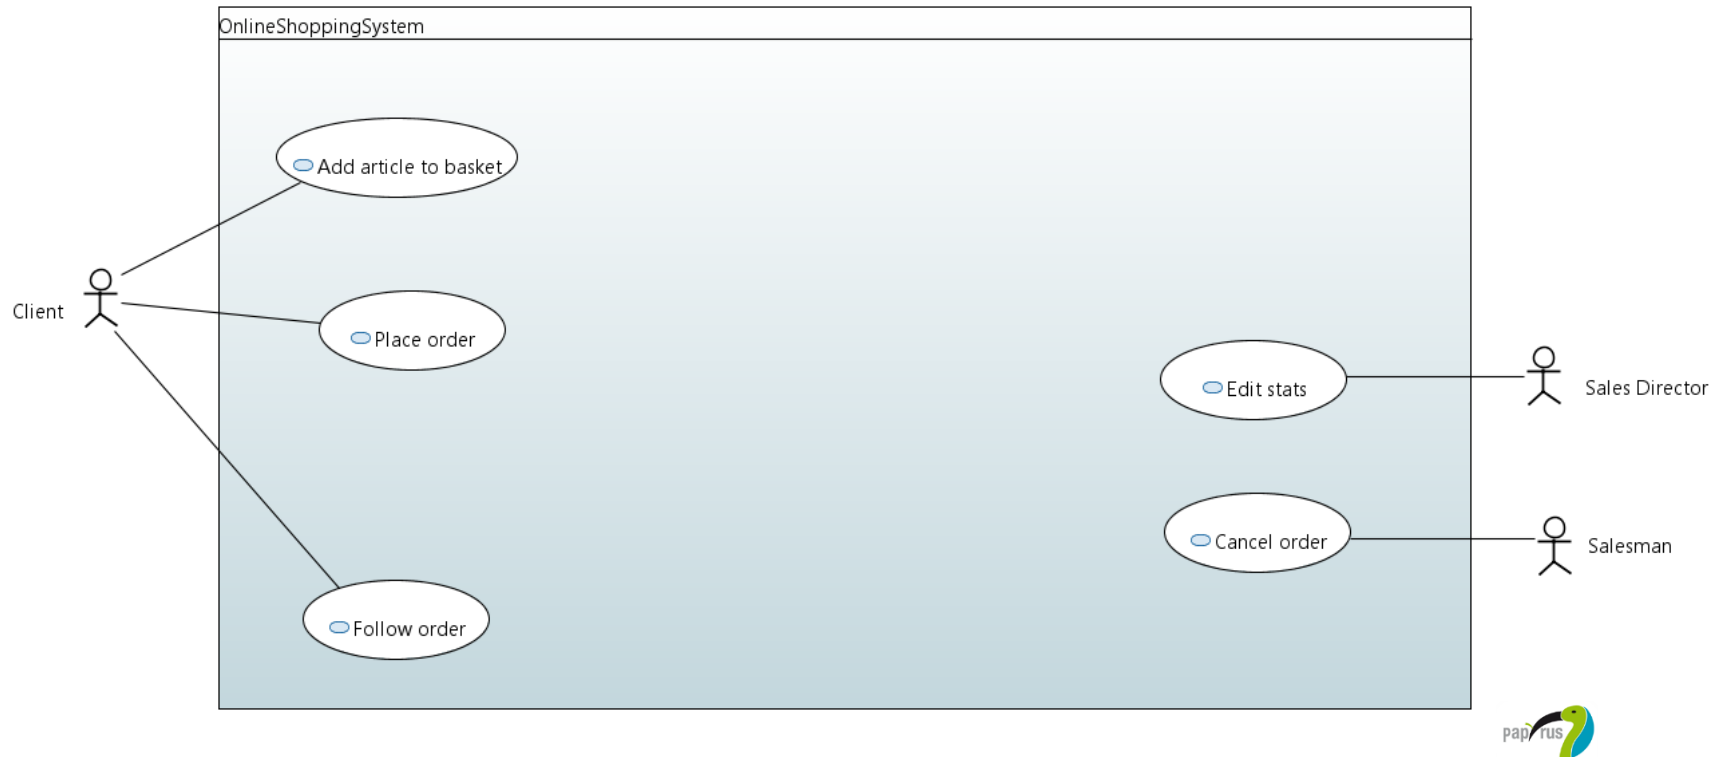 OnlineShoppingSystem
Add article to basket
Client
Place order
Edit stats
Sales Director
Cancel order
Salesman
Follow order
papyrus